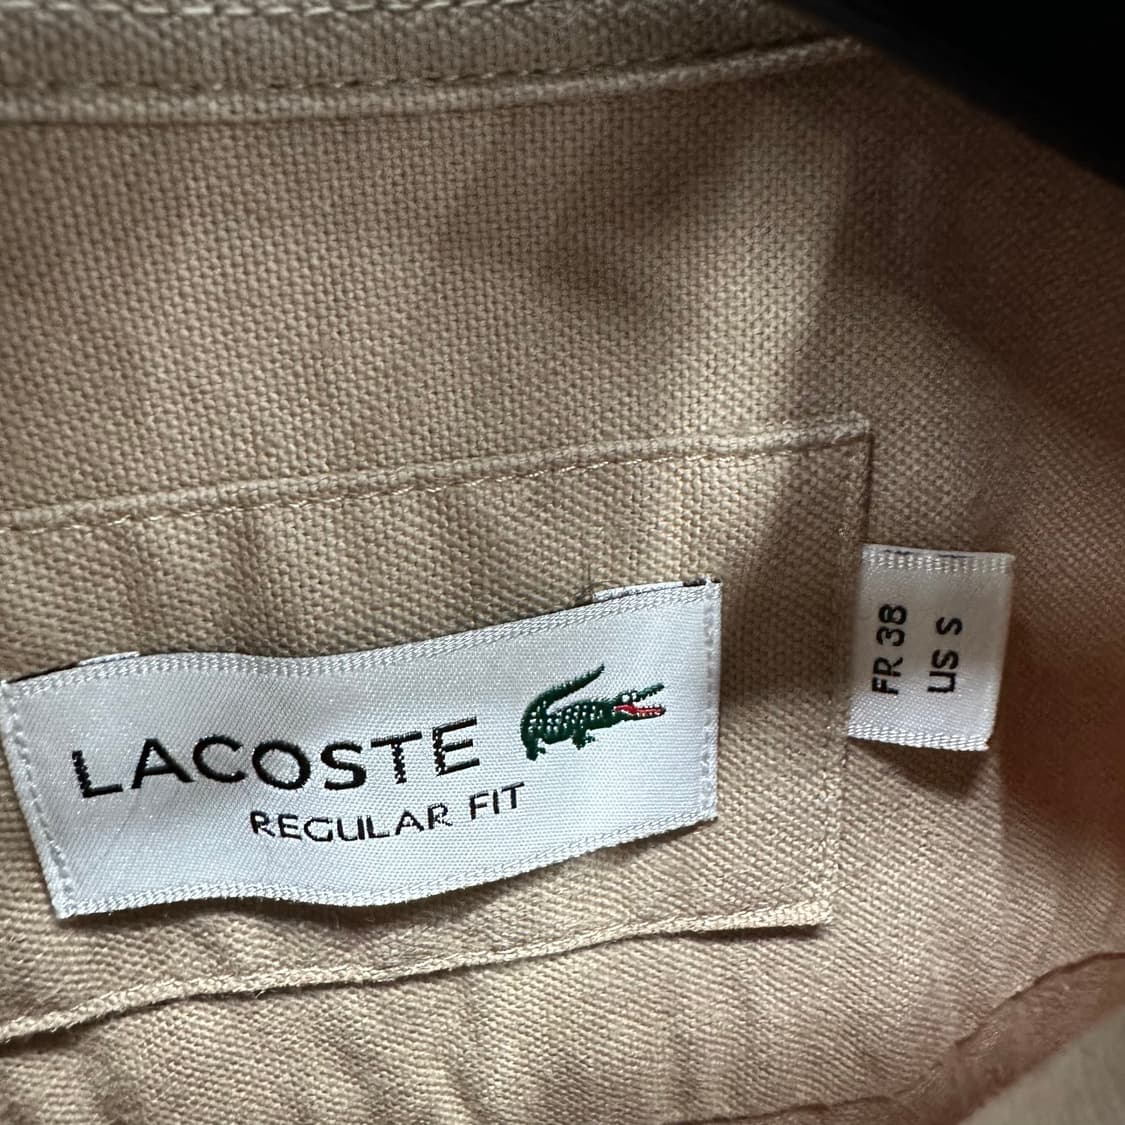 LACOSTE
REGULAR FIT
FR 38
US S